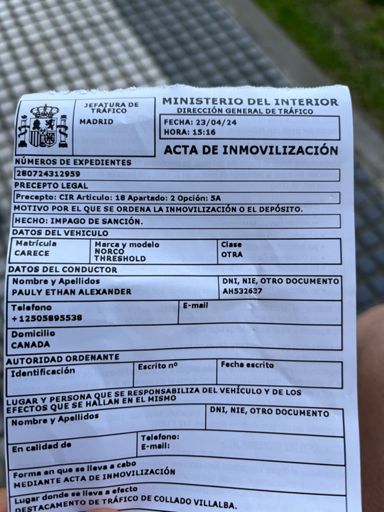 JEFATURA DE
TRÁFICO
MADRID
MINISTERIO DEL INTERIOR
DIRECCIÓN GENERAL DE TRÁFICO
FECHA: 23/04/24
HORA: 15:16
ACTA DE INMOVILIZACIÓN
NÚMEROS DE EXPEDIENTES
280724312959
PRECEPTO LEGAL
Precepto: CIR Articulo: 18 Apartado: 2 Opción: 5A
MOTIVO POR EL QUE SE ORDENA LA INMOVILIZACIÓN O EL DEPÓSITO.
HECHO: IMPAGO DE SANCIÓN.
DATOS DEL VEHICULO
Matrícula
CARECE
Marca y modelo
NORCO
THRESHOLD
Clase
OTRA
DATOS DEL CONDUCTOR
Nombre y Apellidos
PAULY ETHAN ALEXANDER
DNI, NIE, OTRO DOCUMENTO
AH532637
Telefono
+12505895538
E-mail
Domicilio
CANADA
AUTORIDAD ORDENANTE
Identificación
Escrito nº
Fecha escrito
LUGAR Y PERSONA QUE SE RESPONSABILIZA DEL VEHÍCULO Y DE LOS
EFECTOS QUE SE HALLAN EN EL MISMO
Nombre y Apellidos
DNI, NIE, OTRO DOCUMENTO
En calidad de
Telefono:
E-mail:
Forma en que se lleva a cabo
MEDIANTE ACTA DE INMOVILIZACIÓN
Lugar donde se lleva a efecto
DESTACAMENTO DE TRÁFICO DE COLLADO VILLALBA.